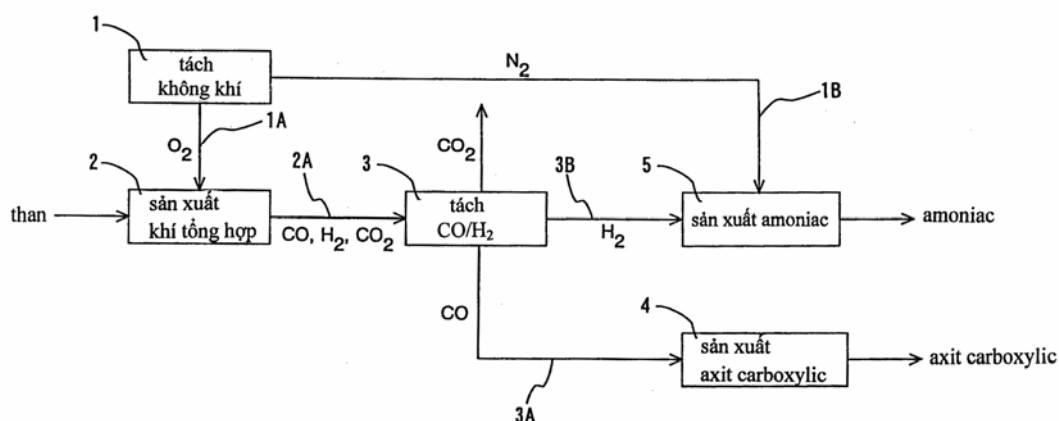 1
tách
không khí
N₂
1B
O₂
1A
CO₂
2
2A
3
3B
5
than
sản xuất
khí tổng hợp
CO, H₂, CO₂
tách
CO/H₂
H₂
sản xuất amoniac
amoniac
CO
4
sản xuất
axit carboxylic
axit carboxylic
3A